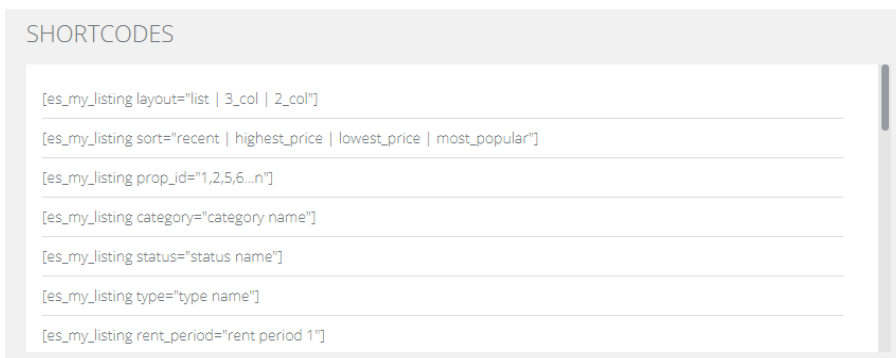 SHORTCODES
[es_my_listing layout="list | 3_col | 2_col"]
[es_my_listing sort="recent | highest_price | lowest_price | most_popular"]
[es_my_listing prop_id="1,2,5,6...n"]
[es_my_listing category="category name"]
[es_my_listing status="status name"]
[es_my_listing type="type name"]
[es_my_listing rent_period="rent period 1"]